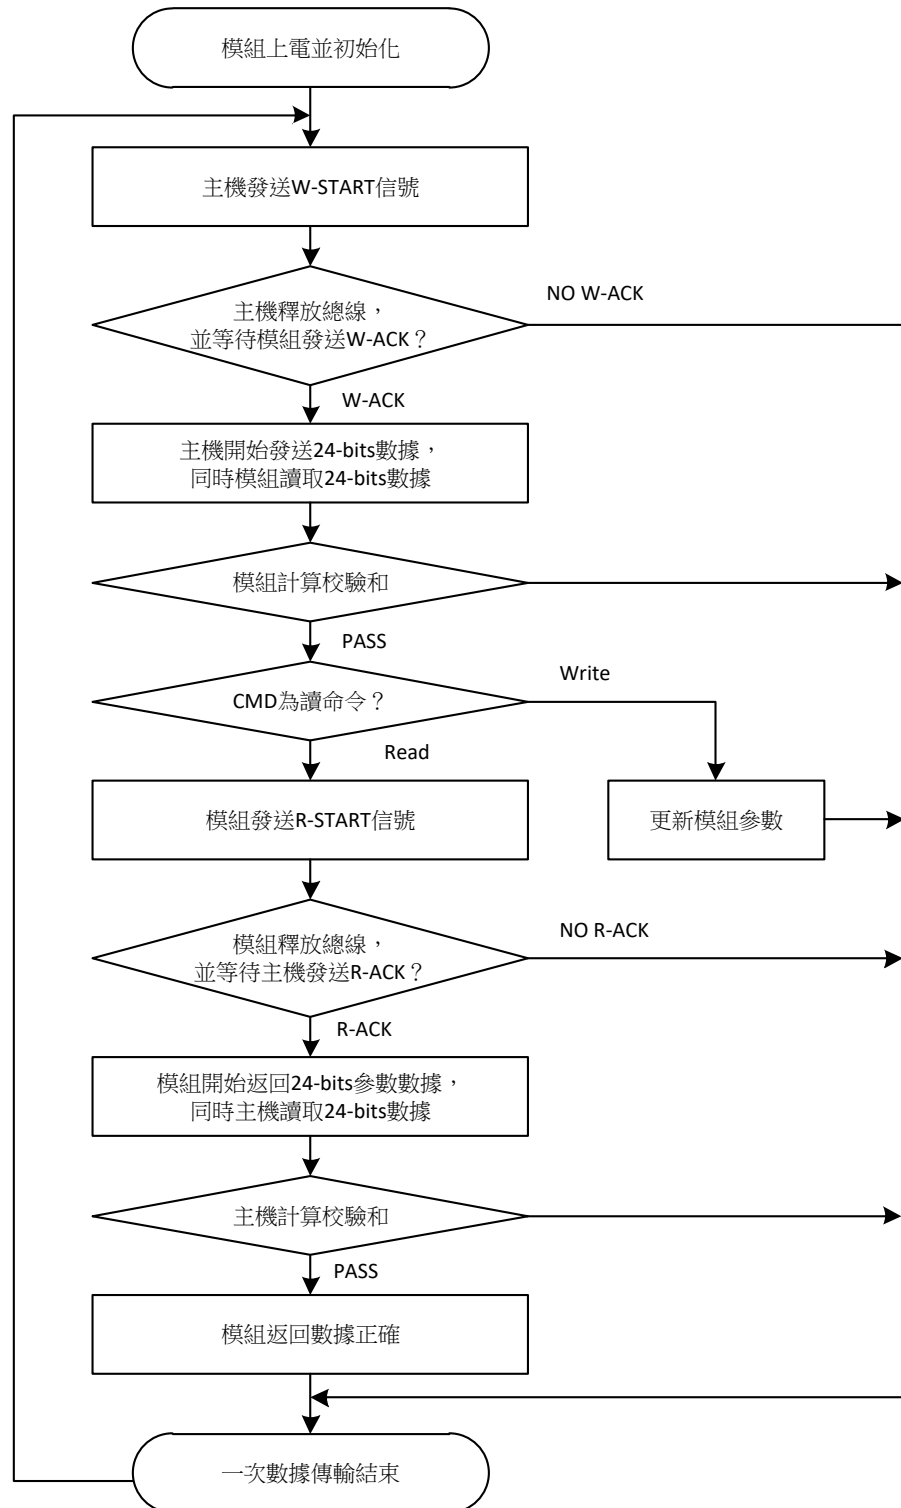 模組上電並初始化
主機發送W-START信號
主機釋放總線，
並等待模組發送W-ACK？
NO W-ACK
W-ACK
主機開始發送24-bits數據，
同時模組讀取24-bits數據
模組計算校驗和
PASS
CMD為讀命令？
Write
Read
模組發送R-START信號
更新模組參數
模組釋放總線，
並等待主機發送R-ACK？
NO R-ACK
R-ACK
模組開始返回24-bits參數數據，
同時主機讀取24-bits數據
主機計算校驗和
PASS
模組返回數據正確
一次數據傳輸結束